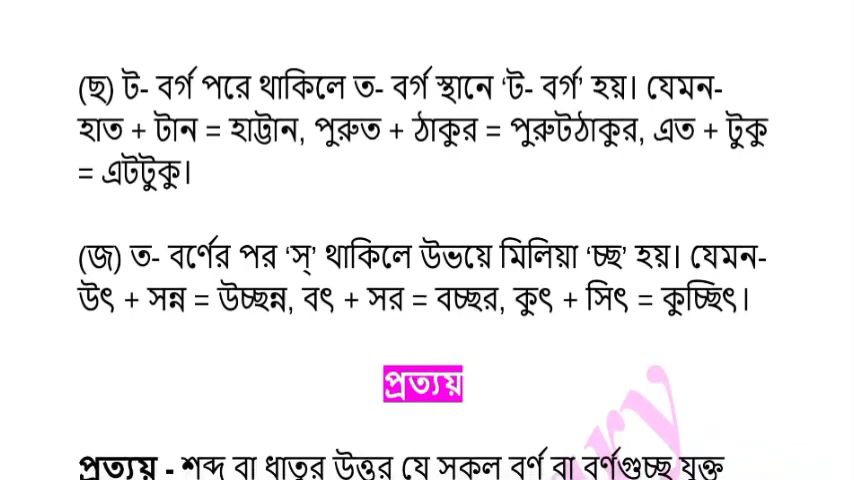 (ছ) ট- বর্গ পরে থাকিলে ত- বর্গ স্থানে ‘ট- বর্গ’ হয়। যেমন-
হাত + টান = হাট্টান, পুরুত + ঠাকুর = পুরুটঠাকুর, এত + টুকু
= এটটুকু।
(জ) ত- বর্ণের পর ‘স্’ থাকিলে উভয়ে মিলিয়া ‘চ্ছ’ হয়। যেমন-
উৎ + সন্ন = উচ্ছন্ন, বৎ + সর = বচ্ছর, কুৎ + সিৎ = কুচ্ছিৎ।
প্রত্যয়
প্রত্যয় - শব্দ বা ধাতুর উত্তর যে সকল বর্ণ বা বর্ণগুচ্ছ যুক্ত